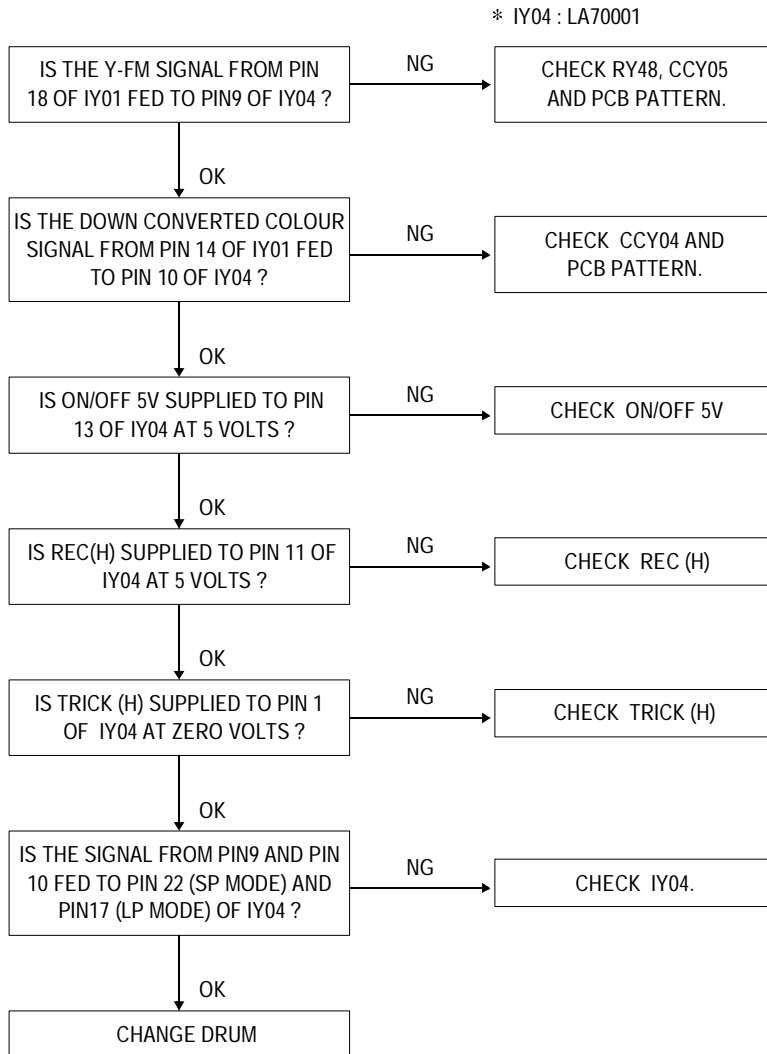 * IY04 : LA70001
IS THE Y-FM SIGNAL FROM PIN
18 OF IY01 FED TO PIN9 OF IY04 ?
NG
CHECK RY48, CCY05
AND PCB PATTERN.
OK
IS THE DOWN CONVERTED COLOUR
SIGNAL FROM PIN 14 OF IY01 FED
TO PIN 10 OF IY04 ?
NG
CHECK CCY04 AND
PCB PATTERN.
OK
IS ON/OFF 5V SUPPLIED TO PIN
13 OF IY04 AT 5 VOLTS ?
NG
CHECK ON/OFF 5V
OK
IS REC(H) SUPPLIED TO PIN 11 OF
IY04 AT 5 VOLTS ?
NG
CHECK REC (H)
OK
IS TRICK (H) SUPPLIED TO PIN 1
OF IY04 AT ZERO VOLTS ?
NG
CHECK TRICK (H)
OK
IS THE SIGNAL FROM PIN9 AND PIN
10 FED TO PIN 22 (SP MODE) AND
PIN17 (LP MODE) OF IY04 ?
NG
CHECK IY04.
OK
CHANGE DRUM